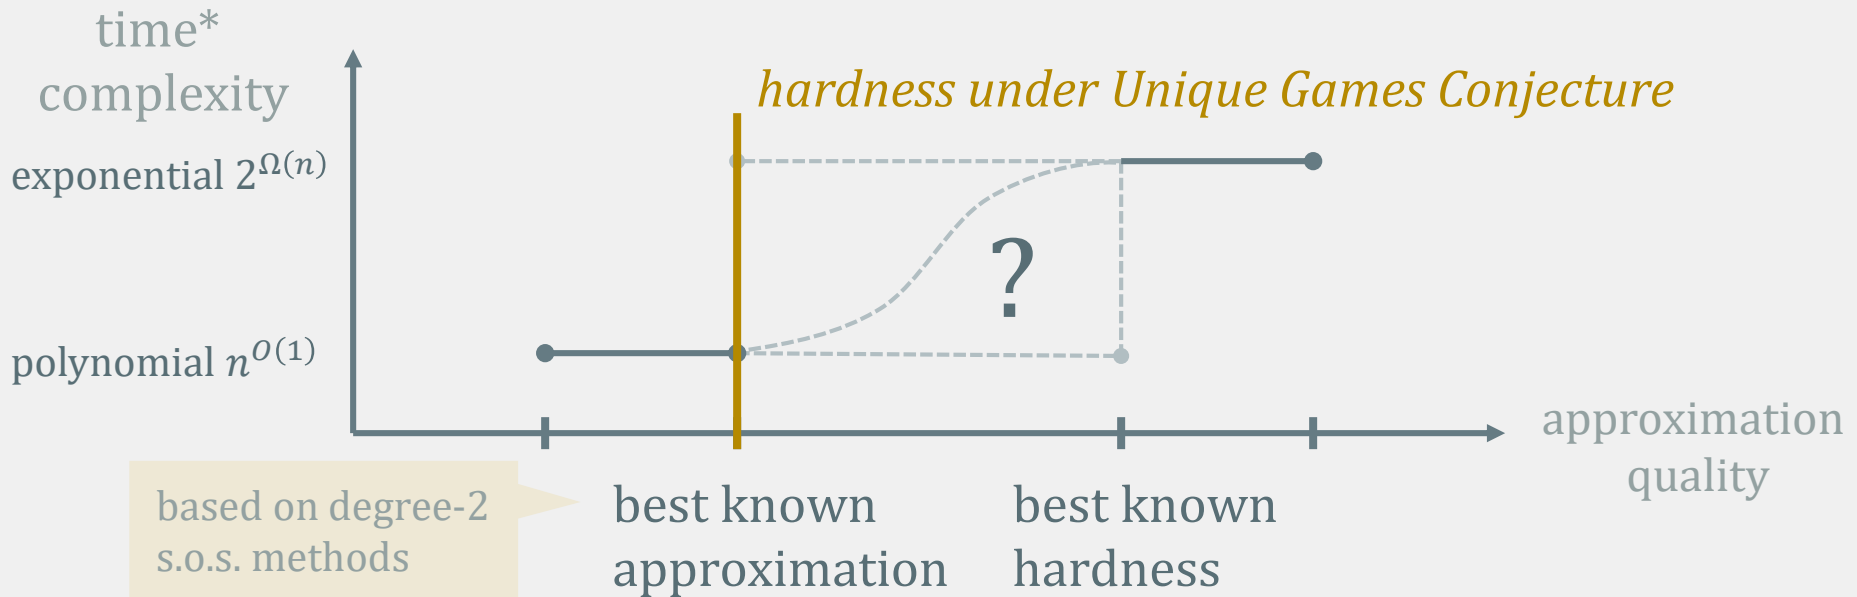 time*
complexity
hardness under Unique Games Conjecture
exponential 2^{Ω(n)}
?
polynomial n^{O(1)}
approximation
quality
based on degree-2
s.o.s. methods
best known
approximation
best known
hardness